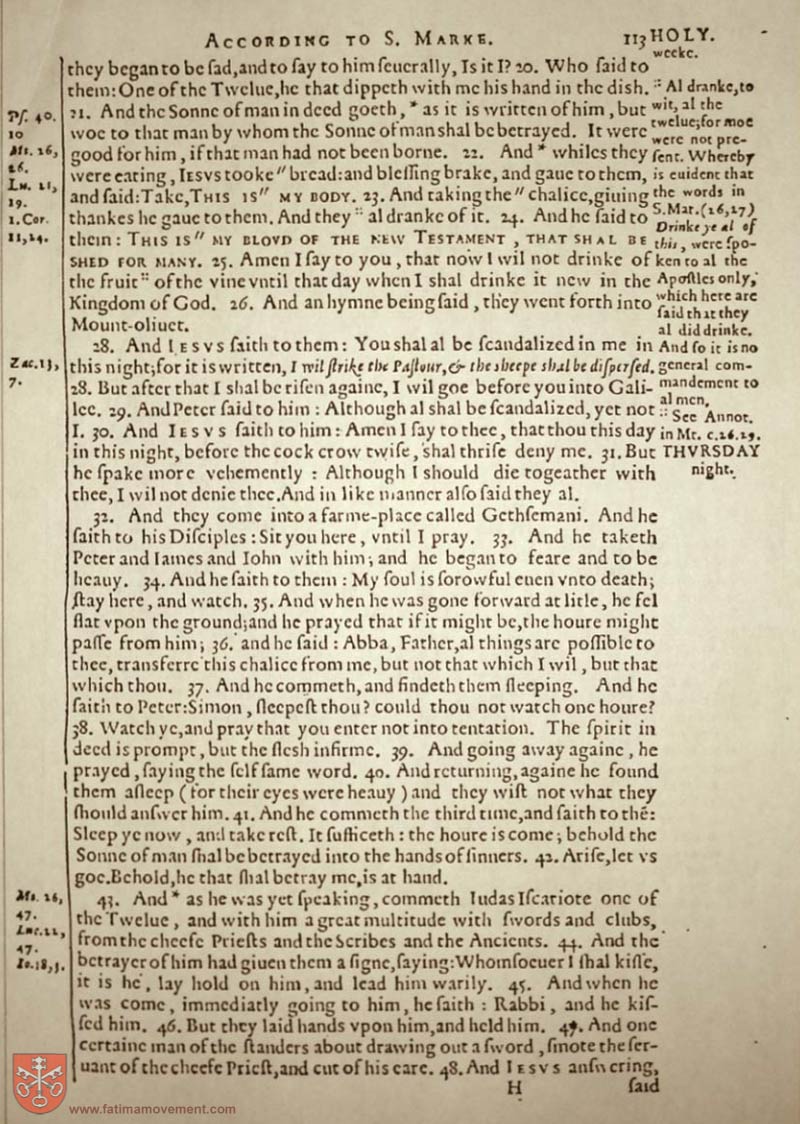 ACCORDING TO S. MARKE. 113
they began to be ſad, and to ſay to him ſeuerally, Is it I? 20. Who ſaid to
them: One of the Twelue, he that dippeth with me his hand in the diſh.
21. And the Sonne of man in deed goeth, * as it is written of him, but
woe to that man by whom the Sonne of man shal be betrayed. It were
good for him, if that man had not been borne. 22. And * whiles they
were eating, IESVS tooke " bread: and bleſſing brake, and gaue to them,
and ſaid: Take, THIS IS " MY BODY. 23. And taking the " chalice, giuing
thankes he gaue to them. And they :: al dranke of it. 24. And he ſaid to
them: THIS IS " MY BLOVD OF THE NEW TESTAMENT, THAT SHAL BE
SHED FOR MANY. 25. Amen I ſay to you, that now I wil not drinke of
the fruit :: of the vine vntil that day when I shal drinke it new in the
Kingdom of God. 26. And an hymne being ſaid, they went forth into
Mount-oliuet.
28. And IESVS ſaith to them: You shal al be ſcandalized in me in
this night; for it is written, I wil ſtrike the Paſtour, & the sheepe shal be diſperſed.
28. But after that I shal be riſen againe, I wil goe before you into Gali-
lee. 29. And Peter ſaid to him: Although al shal be ſcandalized, yet not
I. 30. And IESVS ſaith to him: Amen I ſay to thee, that thou this day
in this night, before the cock crow twiſe, shal thriſe deny me. 31. But
he ſpake more vehemently: Although I should die togeather with
thee, I wil not denie thee. And in like manner alſo ſaid they al.
32. And they come into a farme-place called Gethſemani. And he
ſaith to his Diſciples: Sit you here, vntil I pray. 33. And he taketh
Peter and Iames and Iohn with him; and he began to feare and to be
heauy. 34. And he ſaith to them: My ſoul is ſorowful euen vnto death;
ſtay here, and watch. 35. And when he was gone forward a litle, he fel
flat vpon the ground; and he prayed that if it might be, the houre might
paſſe from him; 36. and he ſaid: Abba, Father, al things are poſſible to
thee, transferre this chalice from me, but not that which I wil, but that
which thou. 37. And he commeth, and findeth them ſleeping. And he
ſaith to Peter: Simon, ſleepeſt thou? could thou not watch one houre?
38. Watch ye, and pray that you enter not into tentation. The ſpirit in
deed is prompt, but the flesh infirme. 39. And going away againe, he
prayed, ſaying the ſelf ſame word. 40. And returning, againe he found
them aſleep (for their eyes were heauy) and they wiſt not what they
ſhould anſwer him. 41. And he commeth the third time, and ſaith to thē:
Sleep ye now, and take reſt. It ſufficeth: the houre is come; behold the
Sonne of man ſhal be betrayed into the hands of ſinners. 42. Ariſe, let vs
goe. Behold, he that ſhal betray me, is at hand.
43. And * as he was yet ſpeaking, commeth Iudas Iſcariote one of
the Twelue, and with him a great multitude with ſwords and clubs,
from the cheefe Prieſts and the Scribes and the Ancients. 44. And the
betrayer of him had giuen them a ſigne, ſaying: Whomſoeuer I ſhal kiſſe,
it is he, lay hold on him, and lead him warily. 45. And when he
was come, immediatly going to him, he ſaith: Rabbi, and he kiſ-
ſed him. 46. But they laid hands vpon him, and held him. 47. And one
certaine man of the ſtanders about drawing out a ſword, ſmote the ſer-
uant of the cheefe Prieſt, and cut of his eare. 48. And IESVS anſwering,
H ſaid
Pſ. 40.
10
Mt. 26,
26.
Lu. 22,
19.
1. Cor.
11,24.
Zac. 13,
7.
Mt. 26,
47.
Luc. 22,
47.
Io. 18,3.
HOLY.
weeke.
:: Al dranke, to
wit, al the
twelue; for moe
were not pre-
ſent. Whereby
is euident that
the words in
S. Mat. (26,27)
Drinke ye al of
this, were ſpo-
ken to al the
Apoſtles only,
which here are
ſaid that they
al did drinke.
And ſo it is no
general com-
mandement to
al men.
:: See Annot.
in Mt. c. 26. 29.
THVRSDAY
night.
www.fatimamovement.com